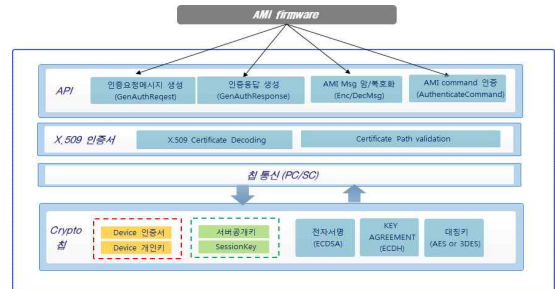 AMI firmware
API
인증요청메시지 생성
(GenAuthReqest)
인증응답 생성
(GenAuthResponse)
AMI Msg 암/복호화
(Enc/DecMsg)
AMI command 인증
(AuthenticateCommand)
X.509 인증서
X.509 Certificate Decoding
Certificate Path validation
칩 통신 (PC/SC)
Crypto
칩
Device 인증서
Device 개인키
서버공개키
SessionKey
전자서명
(ECDSA)
KEY
AGREEMENT
(ECDH)
대칭키
(AES or 3DES)